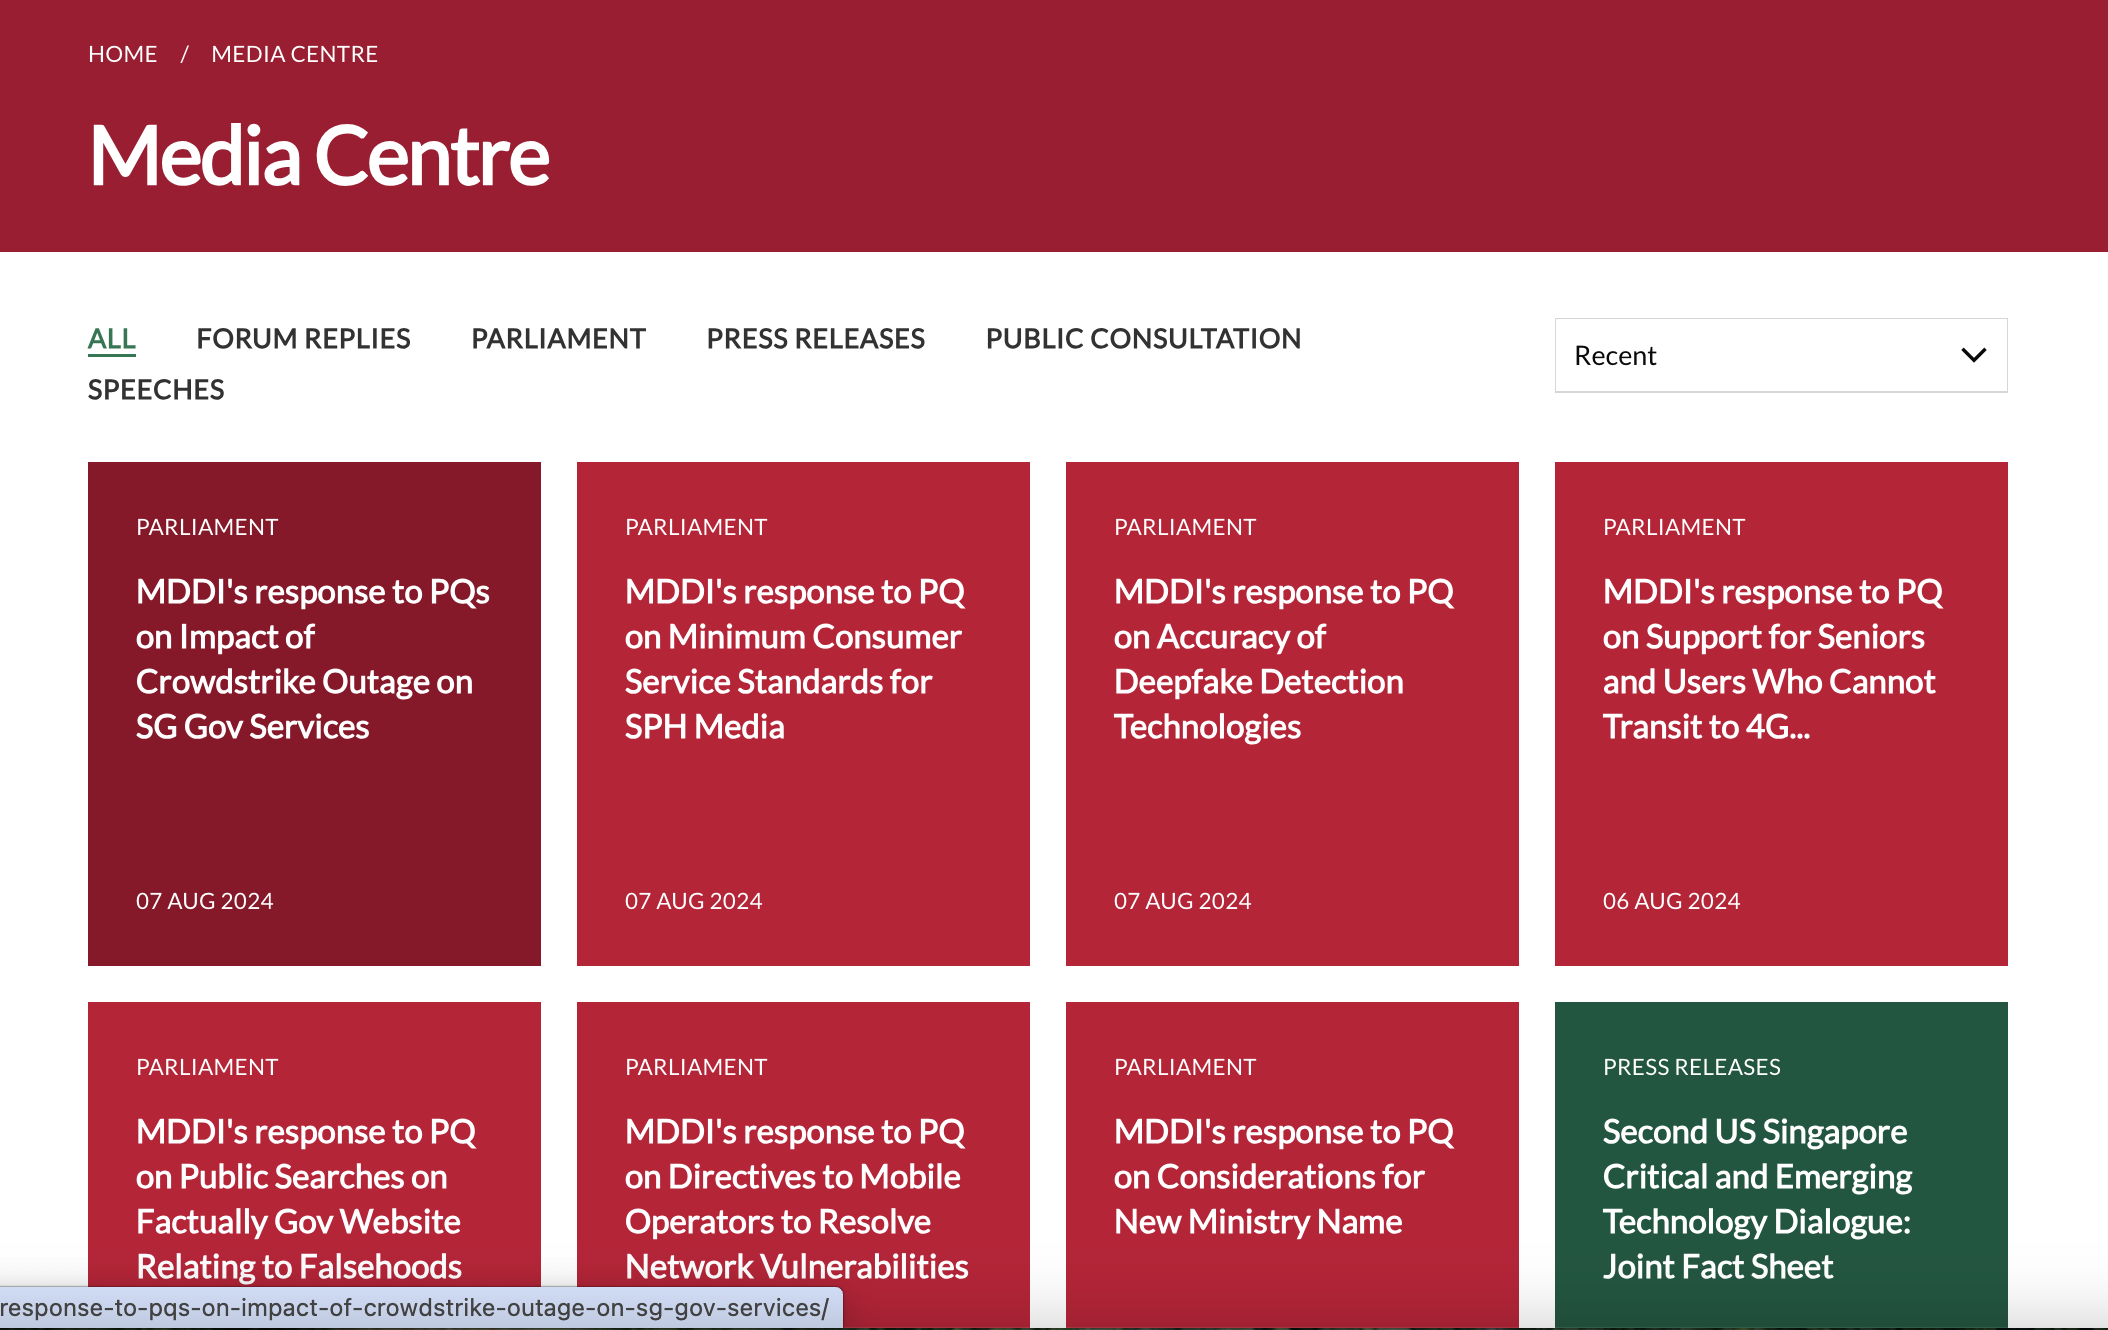 HOME / MEDIA CENTRE
Media Centre
ALL FORUM REPLIES PARLIAMENT PRESS RELEASES PUBLIC CONSULTATION
SPEECHES
Recent
PARLIAMENT
MDDI's response to PQs
on Impact of
Crowdstrike Outage on
SG Gov Services
07 AUG 2024
PARLIAMENT
MDDI's response to PQ
on Minimum Consumer
Service Standards for
SPH Media
07 AUG 2024
PARLIAMENT
MDDI's response to PQ
on Accuracy of
Deepfake Detection
Technologies
07 AUG 2024
PARLIAMENT
MDDI's response to PQ
on Support for Seniors
and Users Who Cannot
Transit to 4G...
06 AUG 2024
PARLIAMENT
MDDI's response to PQ
on Public Searches on
Factually Gov Website
Relating to Falsehoods
PARLIAMENT
MDDI's response to PQ
on Directives to Mobile
Operators to Resolve
Network Vulnerabilities
PARLIAMENT
MDDI's response to PQ
on Considerations for
New Ministry Name
PRESS RELEASES
Second US Singapore
Critical and Emerging
Technology Dialogue:
Joint Fact Sheet
response-to-pqs-on-impact-of-crowdstrike-outage-on-sg-gov-services/